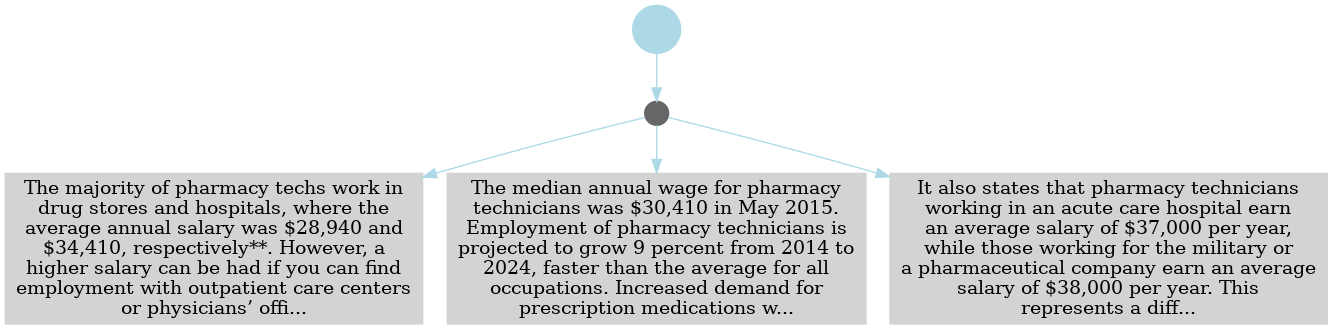 The majority of pharmacy techs work in
drug stores and hospitals, where the
average annual salary was $28,940 and
$34,410, respectively**. However, a
higher salary can be had if you can find
employment with outpatient care centers
or physicians’ offi...
The median annual wage for pharmacy
technicians was $30,410 in May 2015.
Employment of pharmacy technicians is
projected to grow 9 percent from 2014 to
2024, faster than the average for all
occupations. Increased demand for
prescription medications w...
It also states that pharmacy technicians
working in an acute care hospital earn
an average salary of $37,000 per year,
while those working for the military or
a pharmaceutical company earn an average
salary of $38,000 per year. This
represents a diff...